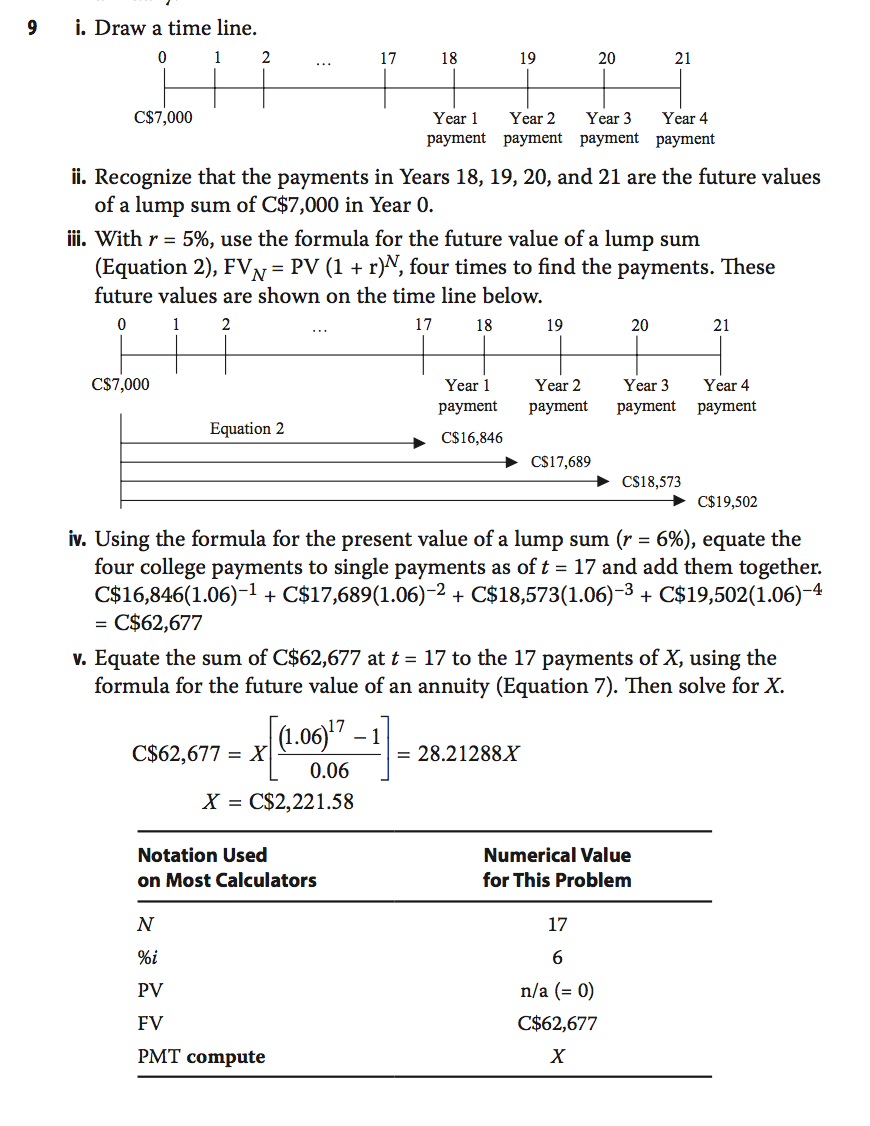 9 i. Draw a time line.
0 1 2 ... 17 18 19 20 21
C$7,000 Year 1 Year 2 Year 3 Year 4
payment payment payment payment
ii. Recognize that the payments in Years 18, 19, 20, and 21 are the future values
of a lump sum of C$7,000 in Year 0.
iii. With r = 5%, use the formula for the future value of a lump sum
(Equation 2), FV_N = PV (1 + r)^N, four times to find the payments. These
future values are shown on the time line below.
0 1 2 ... 17 18 19 20 21
C$7,000 Year 1 Year 2 Year 3 Year 4
payment payment payment payment
Equation 2
C$16,846
C$17,689
C$18,573
C$19,502
iv. Using the formula for the present value of a lump sum (r = 6%), equate the
four college payments to single payments as of t = 17 and add them together.
C$16,846(1.06)^−1 + C$17,689(1.06)^−2 + C$18,573(1.06)^−3 + C$19,502(1.06)^−4
= C$62,677
v. Equate the sum of C$62,677 at t = 17 to the 17 payments of X, using the
formula for the future value of an annuity (Equation 7). Then solve for X.
C$62,677 = X[((1.06)^17 − 1) / 0.06] = 28.21288X
X = C$2,221.58
Notation Used Numerical Value
on Most Calculators for This Problem
N 17
%i 6
PV n/a (= 0)
FV C$62,677
PMT compute X